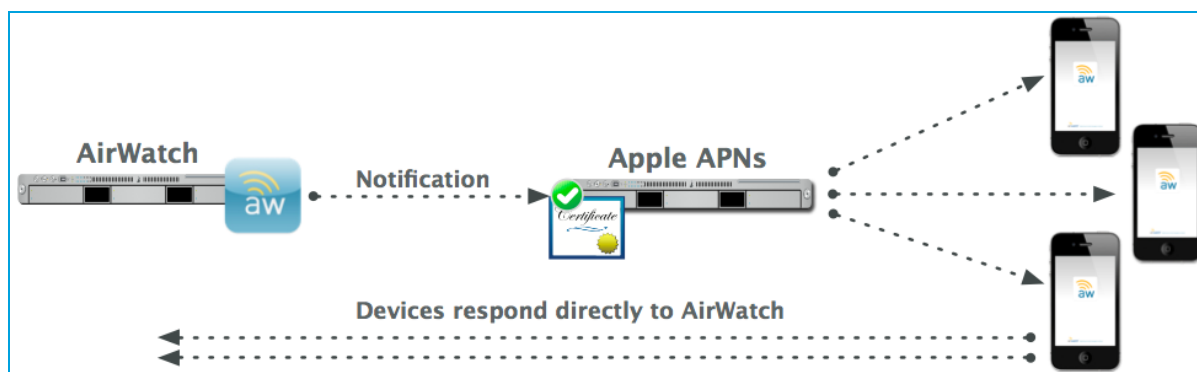 AirWatch
aw
Notification
Apple APNs
Certificate
aw
aw
aw
Devices respond directly to AirWatch